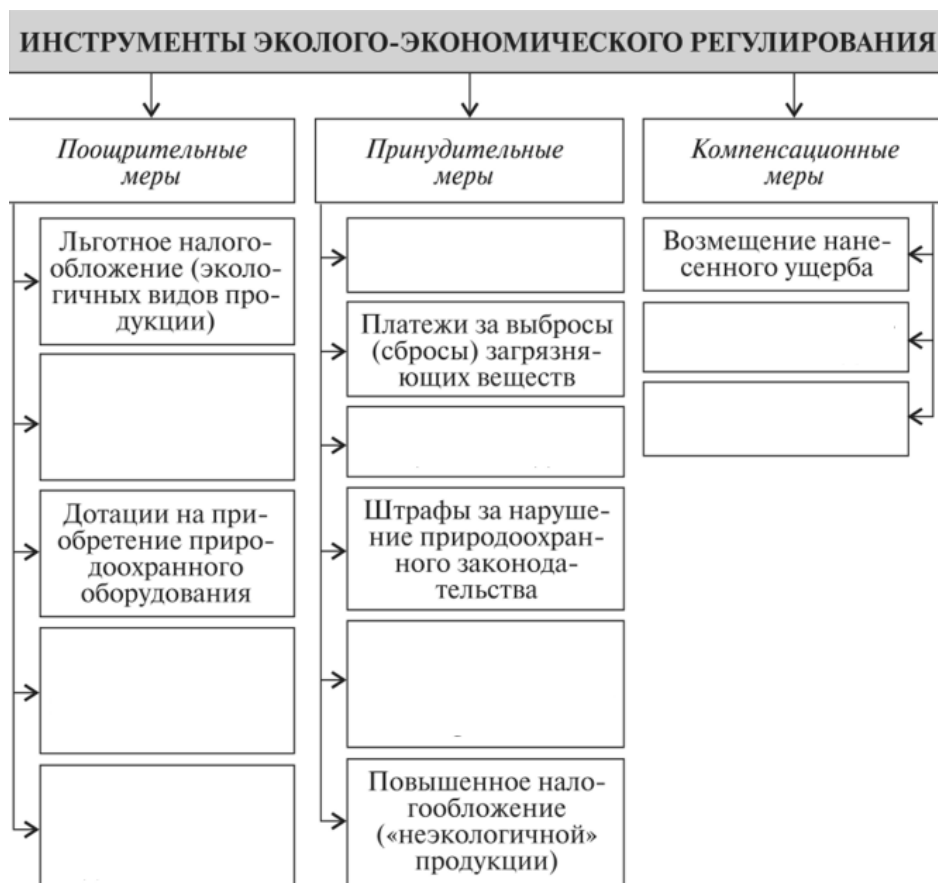 ИНСТРУМЕНТЫ ЭКОЛОГО-ЭКОНОМИЧЕСКОГО РЕГУЛИРОВАНИЯ
Поощрительные
меры
Льготное налого-
обложение (эколо-
гичных видов про-
дукции)
Дотации на при-
обретение приро-
доохранного
оборудования
Принудительные
меры
Платежи за выбросы
(сбросы) загрязня-
ющих веществ
Штрафы за наруше-
ние природоохран-
ного законода-
тельства
Повышенное нало-
гообложение
(«неэкологичной»
продукции)
Компенсационные
меры
Возмещение нане-
сенного ущерба